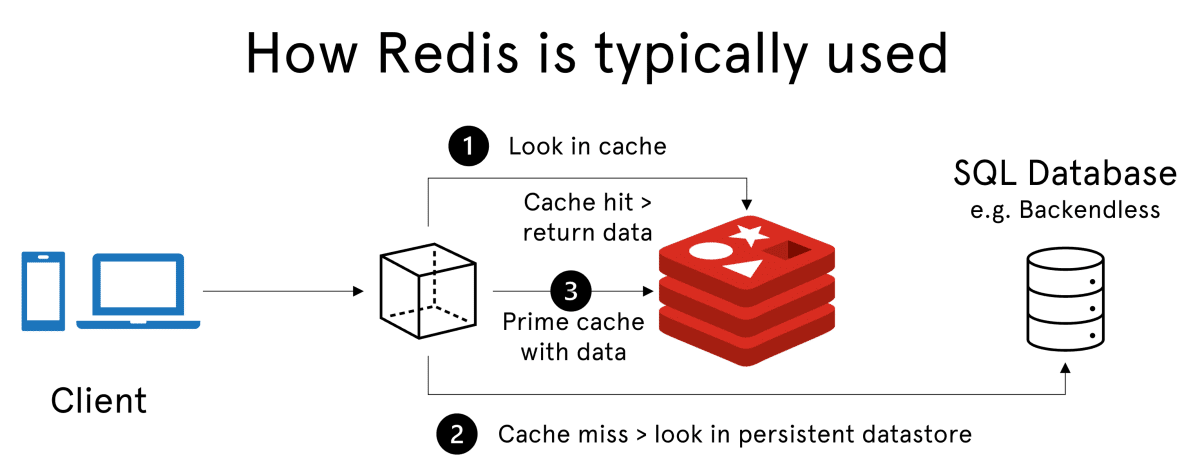 How Redis is typically used
1 Look in cache
Cache hit >
return data
SQL Database
e.g. Backendless
3
Prime cache
with data
Client
2 Cache miss > look in persistent datastore